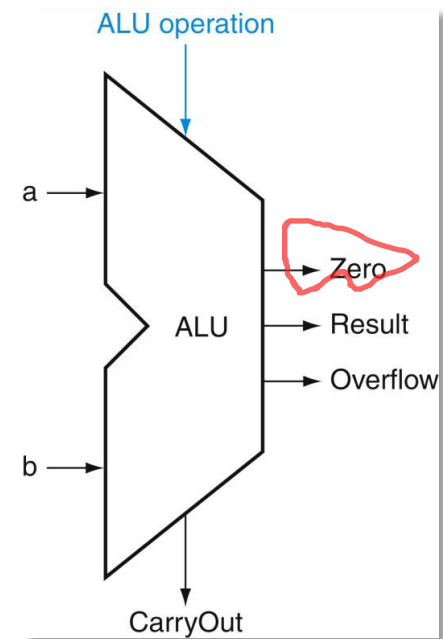 ALU operation
a
Zero
ALU
Result
Overflow
b
CarryOut